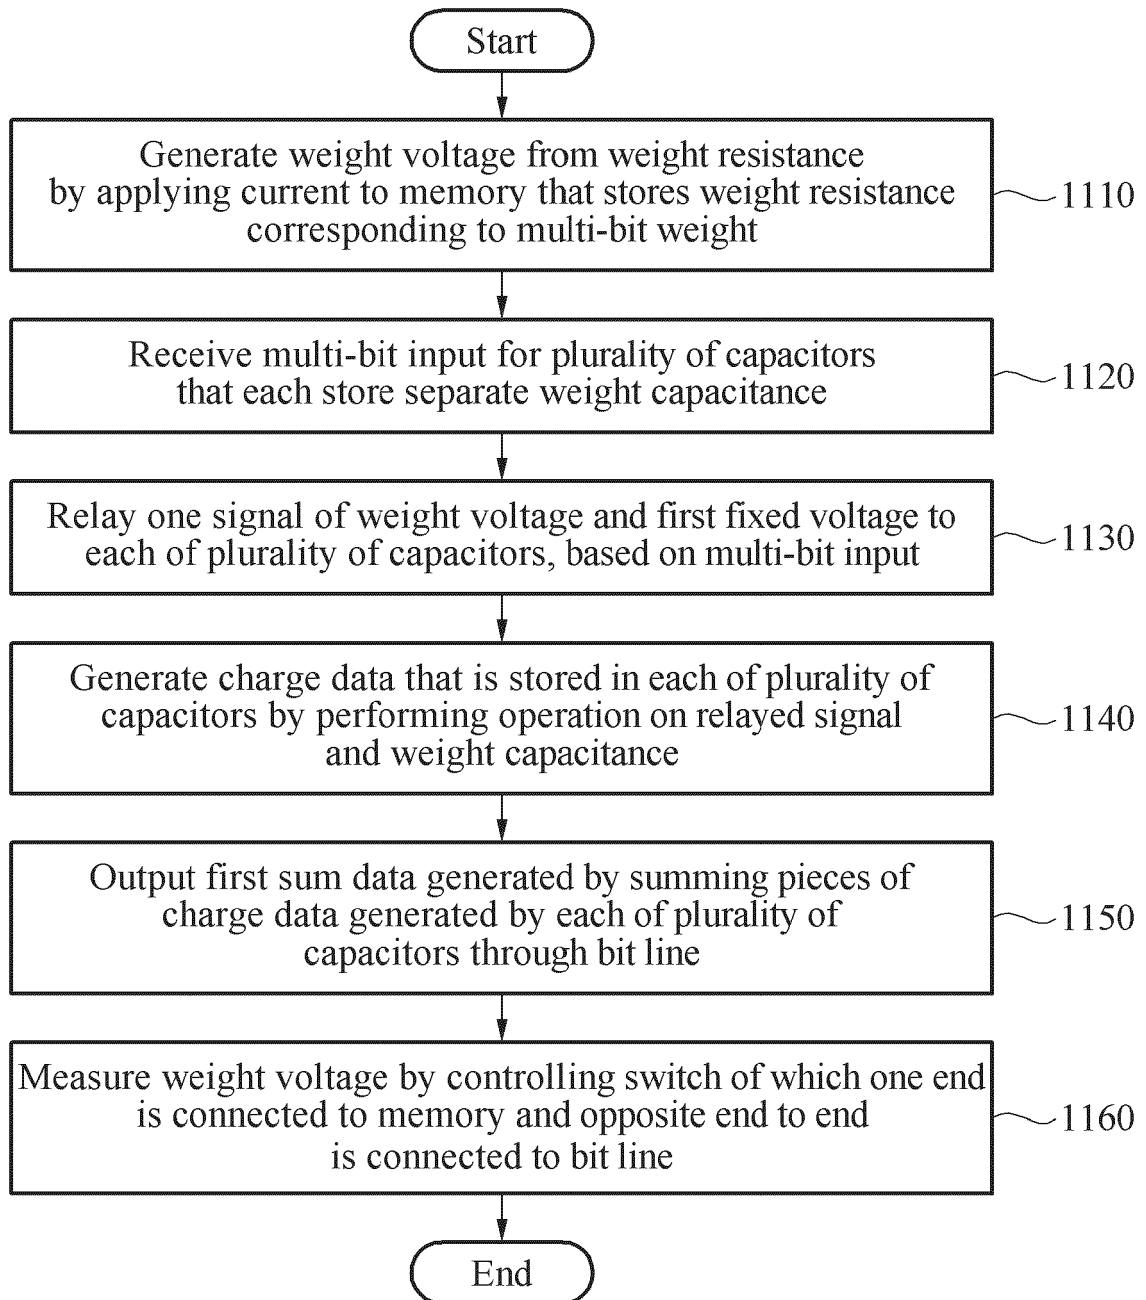 Start
Generate weight voltage from weight resistance
by applying current to memory that stores weight resistance
corresponding to multi-bit weight
1110
Receive multi-bit input for plurality of capacitors
that each store separate weight capacitance
1120
Relay one signal of weight voltage and first fixed voltage to
each of plurality of capacitors, based on multi-bit input
1130
Generate charge data that is stored in each of plurality of
capacitors by performing operation on relayed signal
and weight capacitance
1140
Output first sum data generated by summing pieces of
charge data generated by each of plurality of
capacitors through bit line
1150
Measure weight voltage by controlling switch of which one end
is connected to memory and opposite end to end
is connected to bit line
1160
End